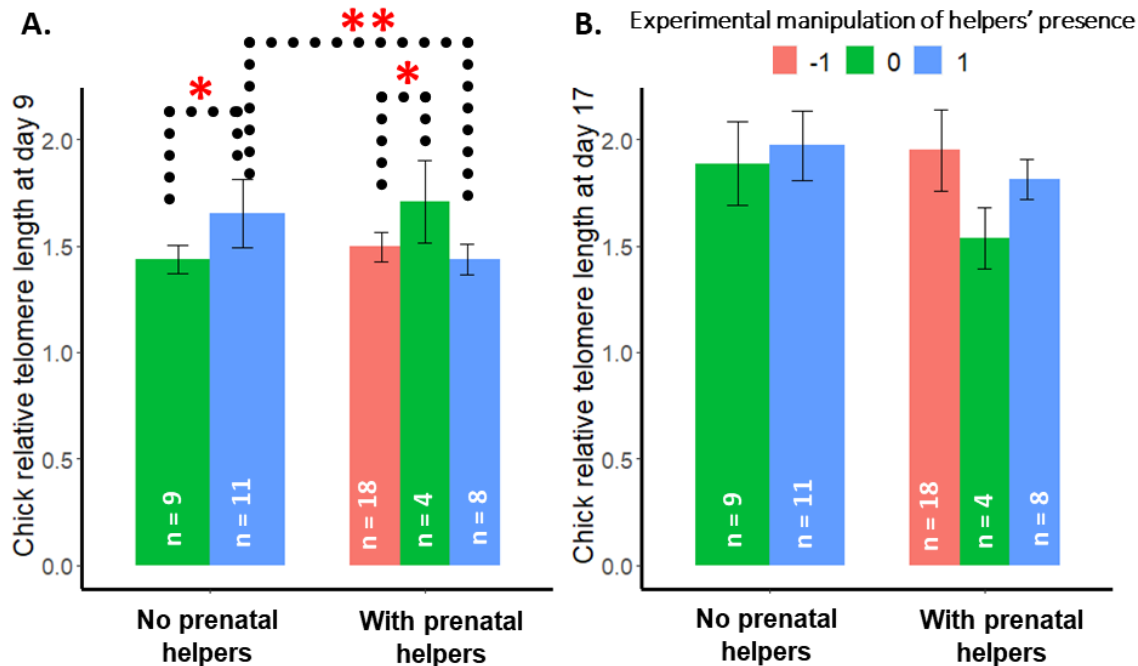 A.
**
*
*
Chick relative telomere length at day 9
2.0
1.5
1.0
0.5
0.0
n = 9
n = 11
n = 18
n = 4
n = 8
No prenatal
helpers
With prenatal
helpers
B.
Experimental manipulation of helpers' presence
-1
0
1
Chick relative telomere length at day 17
2.0
1.5
1.0
0.5
0.0
n = 9
n = 11
n = 18
n = 4
n = 8
No prenatal
helpers
With prenatal
helpers